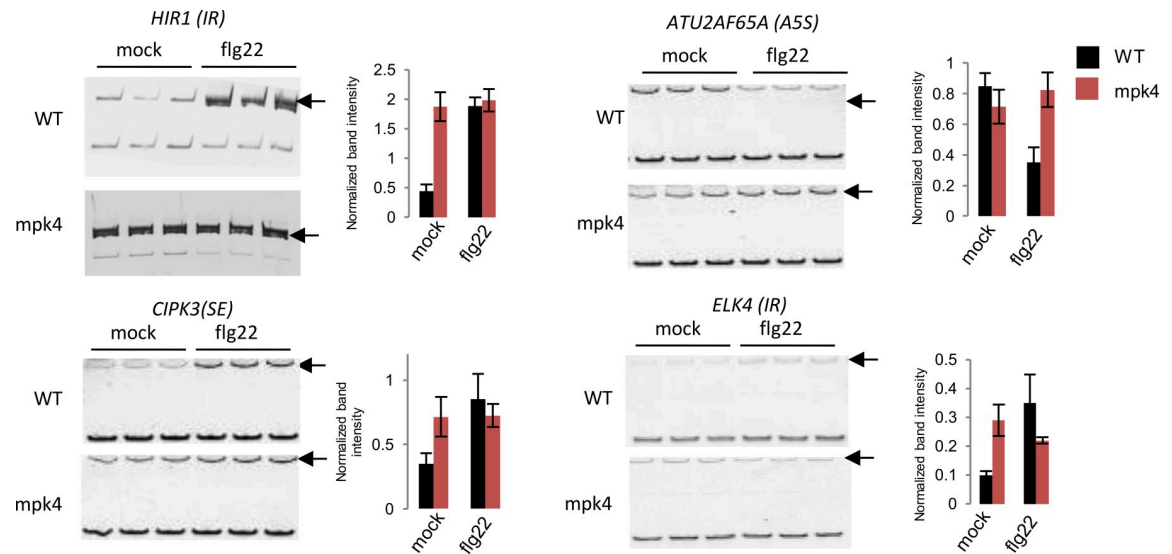 HIR1 (IR)
mock flg22
WT
mpk4
Normalized band intensity
2.5
2
1.5
1
0.5
0
mock
flg22
ATU2AF65A (A5S)
mock flg22
WT
mpk4
Normalized band intensity
1
0.8
0.6
0.4
0.2
0
mock
flg22
WT
mpk4
CIPK3(SE)
mock flg22
WT
mpk4
Normalized band
intensity
1
0.5
0
mock
flg22
ELK4 (IR)
mock flg22
WT
mpk4
Normalized band intensity
0.5
0.4
0.3
0.2
0.1
0
mock
flg22